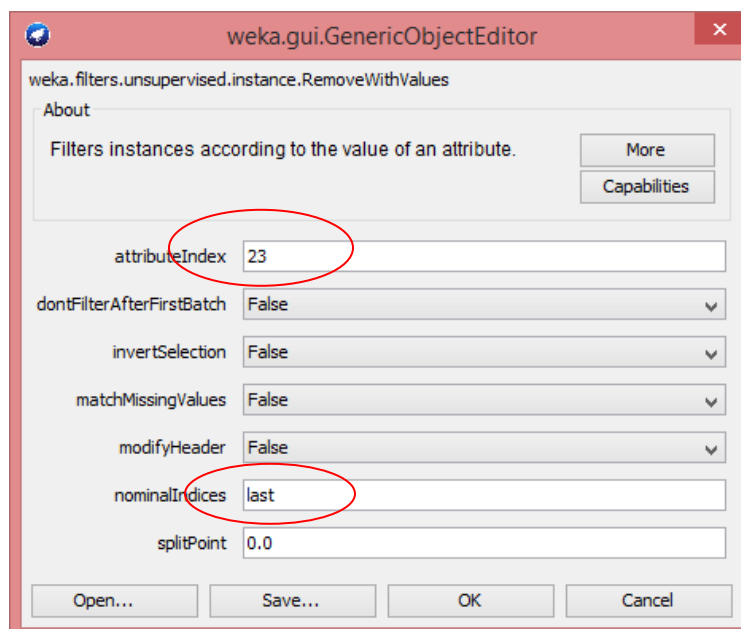 weka.gui.GenericObjectEditor
weka.filters.unsupervised.instance.RemoveWithValues
About
Filters instances according to the value of an attribute.
More
Capabilities
attributeIndex 23
dontFilterAfterFirstBatch False
invertSelection False
matchMissingValues False
modifyHeader False
nominalIndices last
splitPoint 0.0
Open... Save... OK Cancel